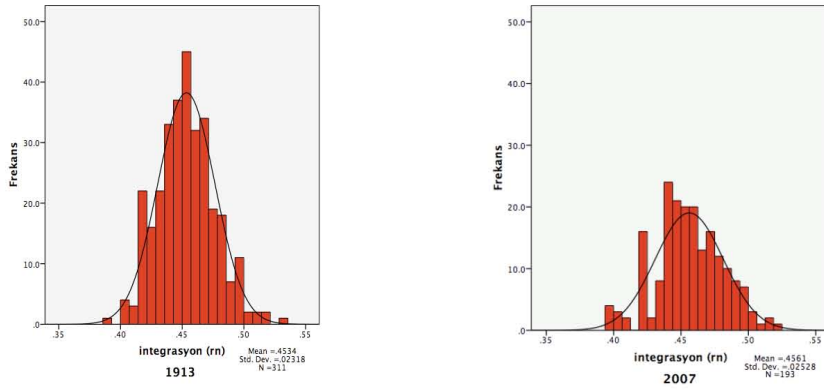 50.0
40.0
30.0
20.0
10.0
.0
Frekans
.35 .40 .45 .50 .55
integrasyon (rn)
Mean =.4534
Std. Dev. =.02318
N =311
1913
50.0
40.0
30.0
20.0
10.0
.0
Frekans
.35 .40 .45 .50 .55
integrasyon (rn)
Mean =.4561
Std. Dev. =.02528
N =193
2007